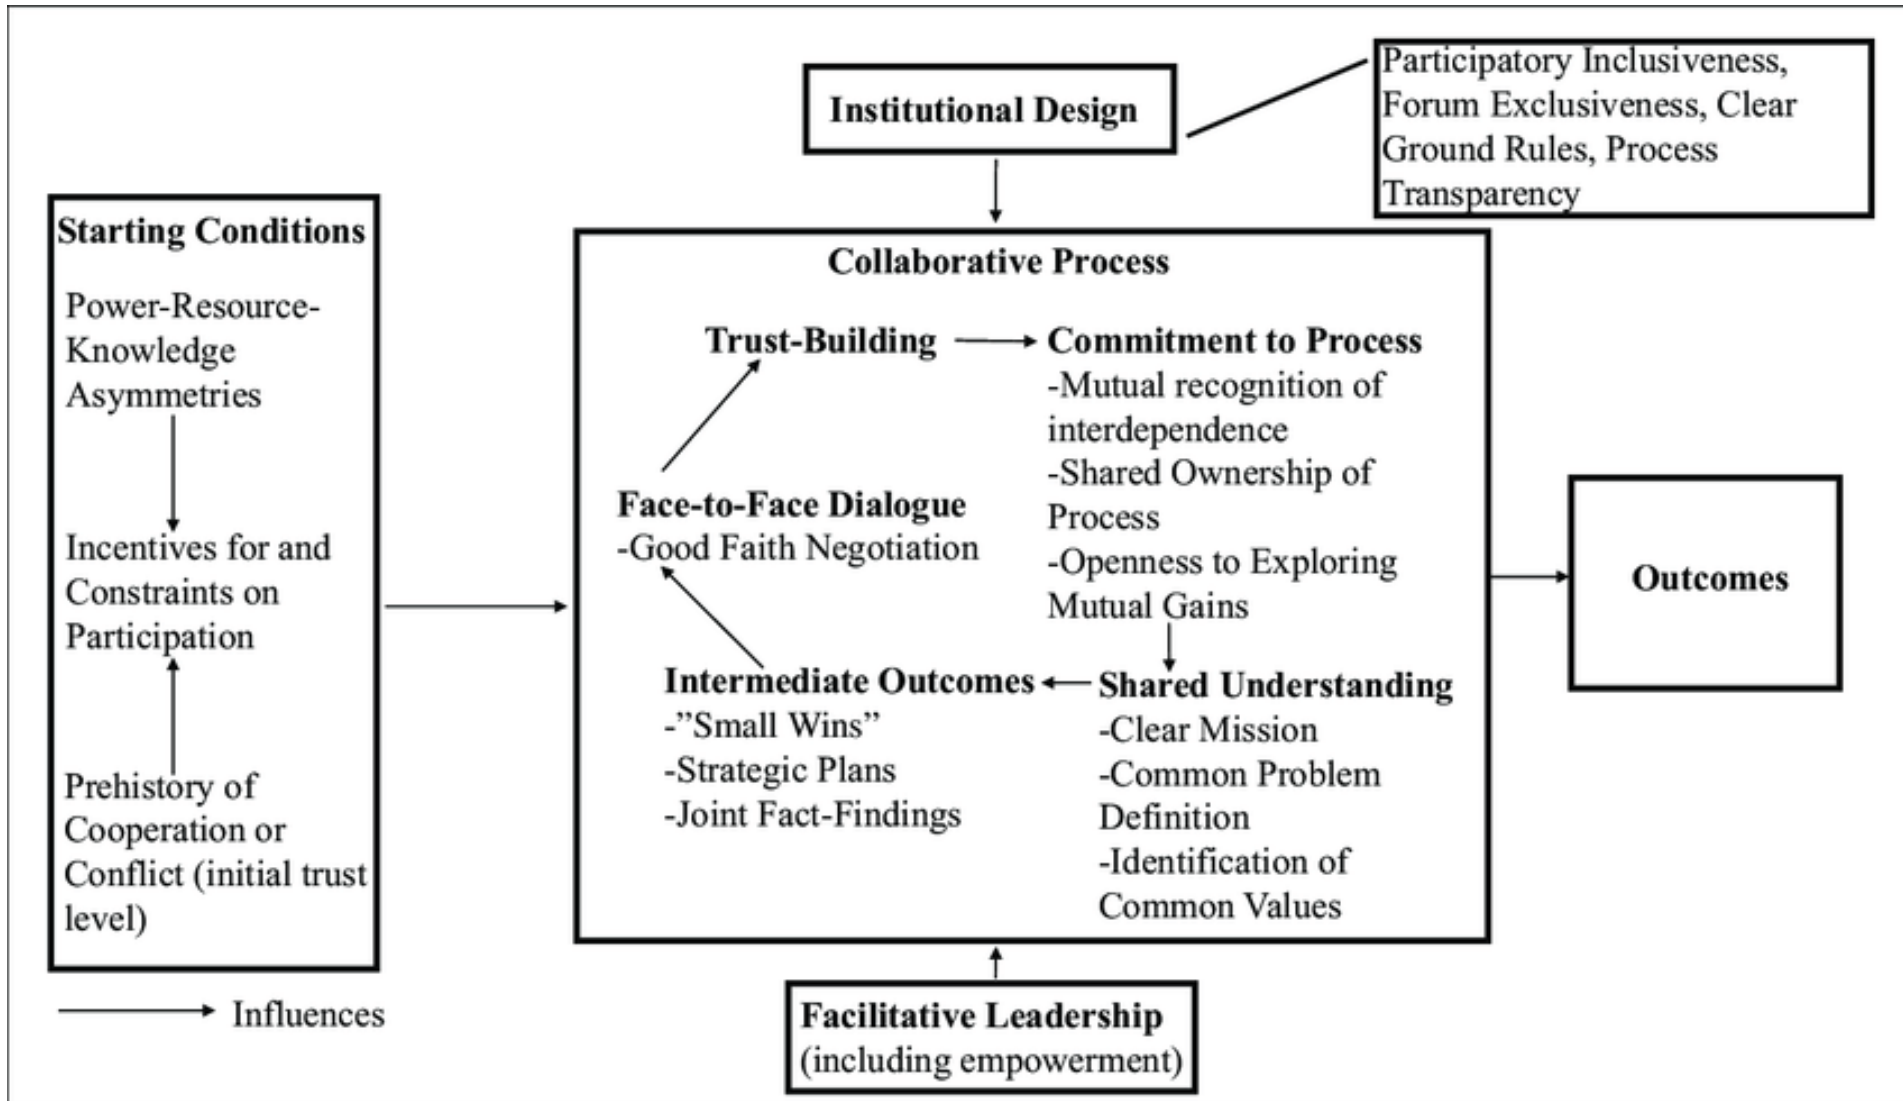 Institutional Design
Participatory Inclusiveness,
Forum Exclusiveness, Clear
Ground Rules, Process
Transparency
Starting Conditions
Power-Resource-
Knowledge
Asymmetries
Incentives for and
Constraints on
Participation
Prehistory of
Cooperation or
Conflict (initial trust
level)
Influences
Collaborative Process
Trust-Building
Commitment to Process
-Mutual recognition of
interdependence
-Shared Ownership of
Process
-Openness to Exploring
Mutual Gains
Face-to-Face Dialogue
-Good Faith Negotiation
Intermediate Outcomes
-”Small Wins”
-Strategic Plans
-Joint Fact-Findings
Shared Understanding
-Clear Mission
-Common Problem
Definition
-Identification of
Common Values
Outcomes
Facilitative Leadership
(including empowerment)